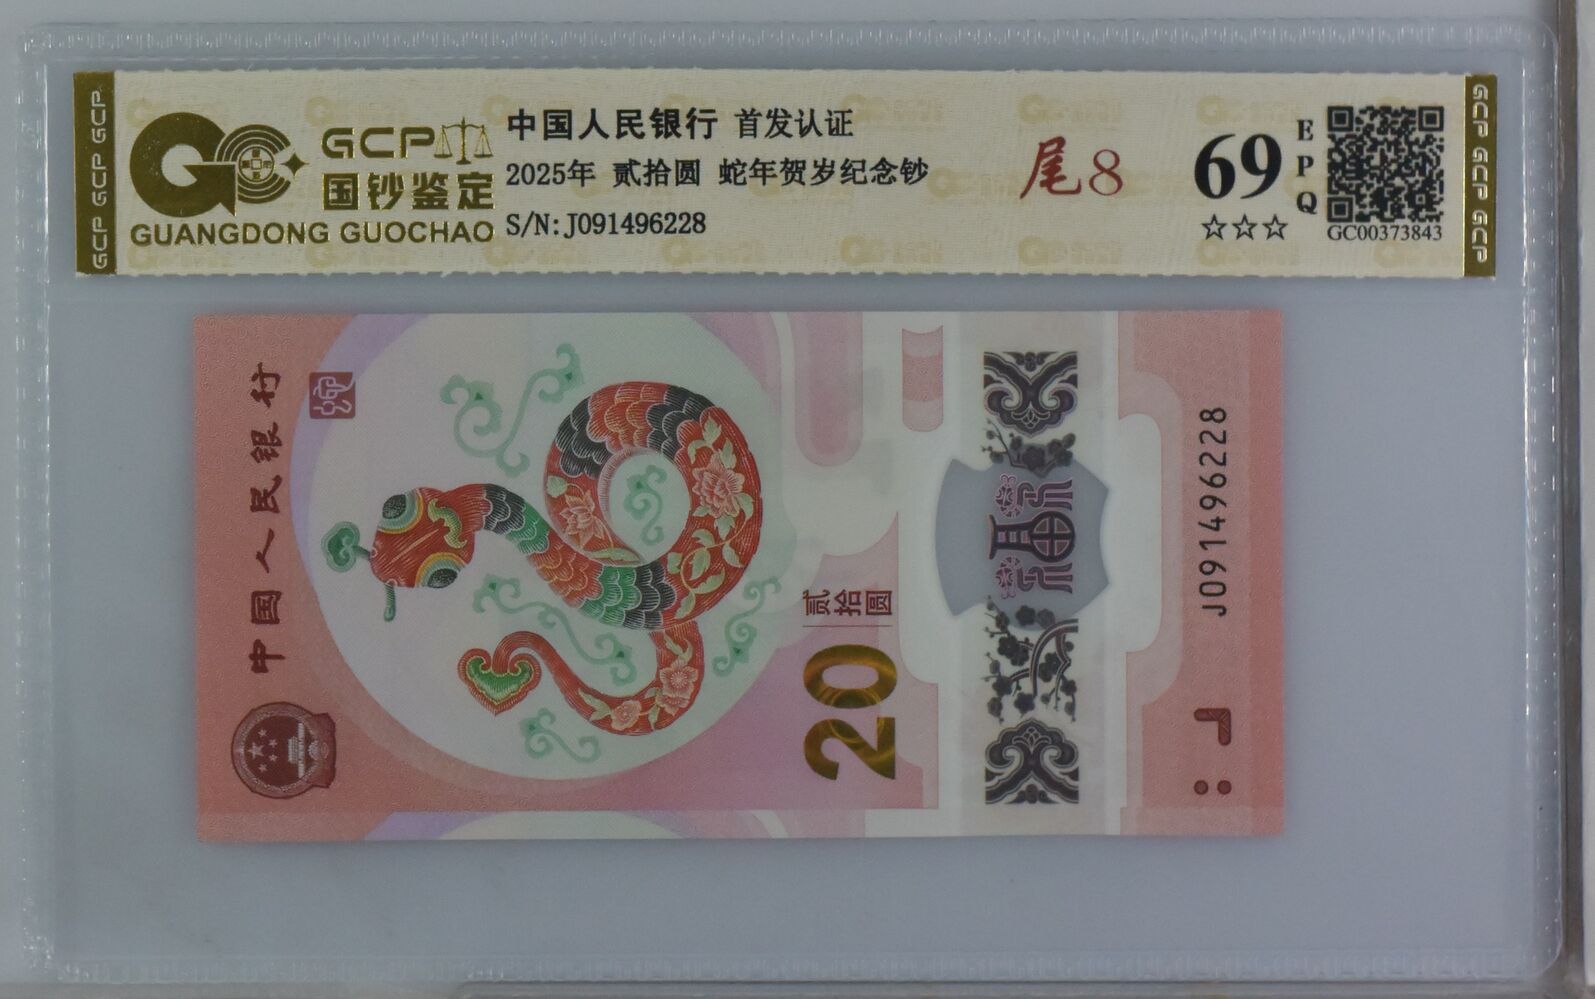 GCP GCP GCP
GCP
国钞鉴定
GUANGDONG GUOCHAO
中国人民银行 首发认证
2025年 贰拾圆 蛇年贺岁纪念钞
S/N: J091496228
尾8
69
EPQ
☆☆☆
GC00373843
GCP GCP GCP
中国人民银行
贰拾圆
20
J091496228